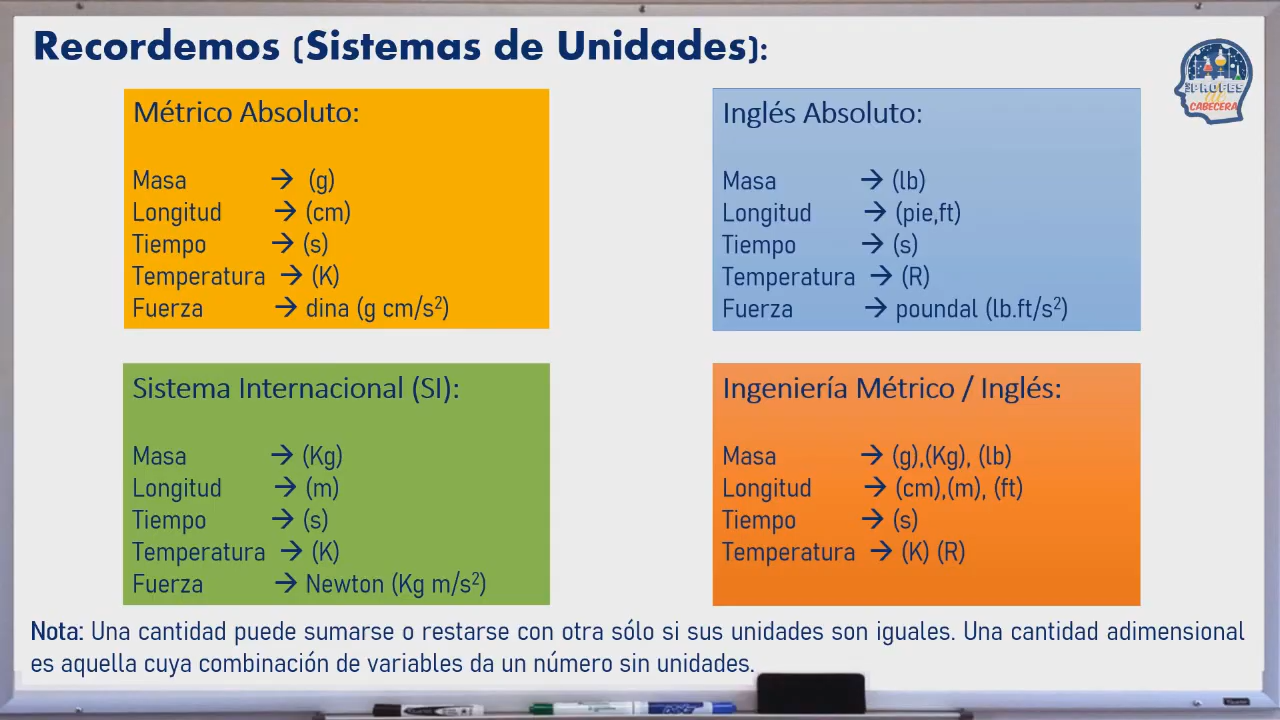 Recordemos (Sistemas de Unidades):
PROFES
al
CABECERA
Métrico Absoluto:
Masa → (g)
Longitud → (cm)
Tiempo → (s)
Temperatura → (K)
Fuerza → dina (g cm/s²)
Inglés Absoluto:
Masa → (lb)
Longitud → (pie,ft)
Tiempo → (s)
Temperatura → (R)
Fuerza → poundal (lb.ft/s²)
Sistema Internacional (SI):
Masa → (Kg)
Longitud → (m)
Tiempo → (s)
Temperatura → (K)
Fuerza → Newton (Kg m/s²)
Ingeniería Métrico / Inglés:
Masa → (g),(Kg), (lb)
Longitud → (cm),(m), (ft)
Tiempo → (s)
Temperatura → (K) (R)
Nota: Una cantidad puede sumarse o restarse con otra sólo si sus unidades son iguales. Una cantidad adimensional
es aquella cuya combinación de variables da un número sin unidades.